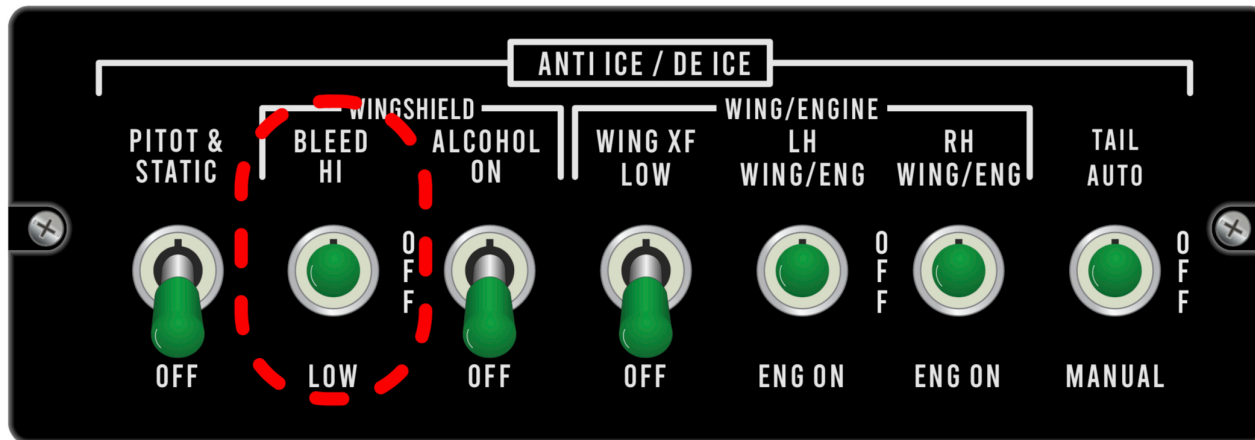 ANTI ICE / DE ICE
WINGSHIELD
WING/ENGINE
PITOT &
STATIC
BLEED
HI
ALCOHOL
ON
WING XF
LOW
LH
WING/ENG
RH
WING/ENG
TAIL
AUTO
OFF
OFF
OFF
OFF
OFF
LOW
OFF
OFF
ENG ON
ENG ON
MANUAL